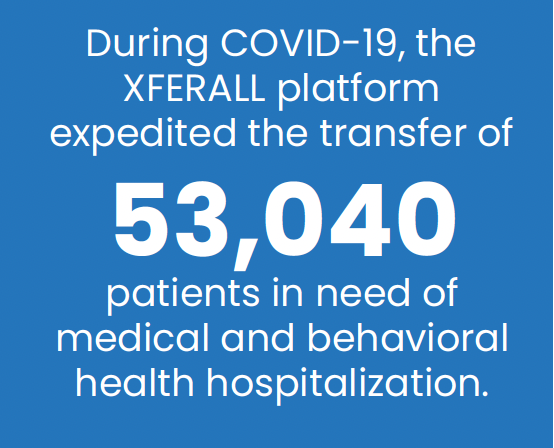 During COVID-19, the
XFERALL platform
expedited the transfer of
53,040
patients in need of
medical and behavioral
health hospitalization.